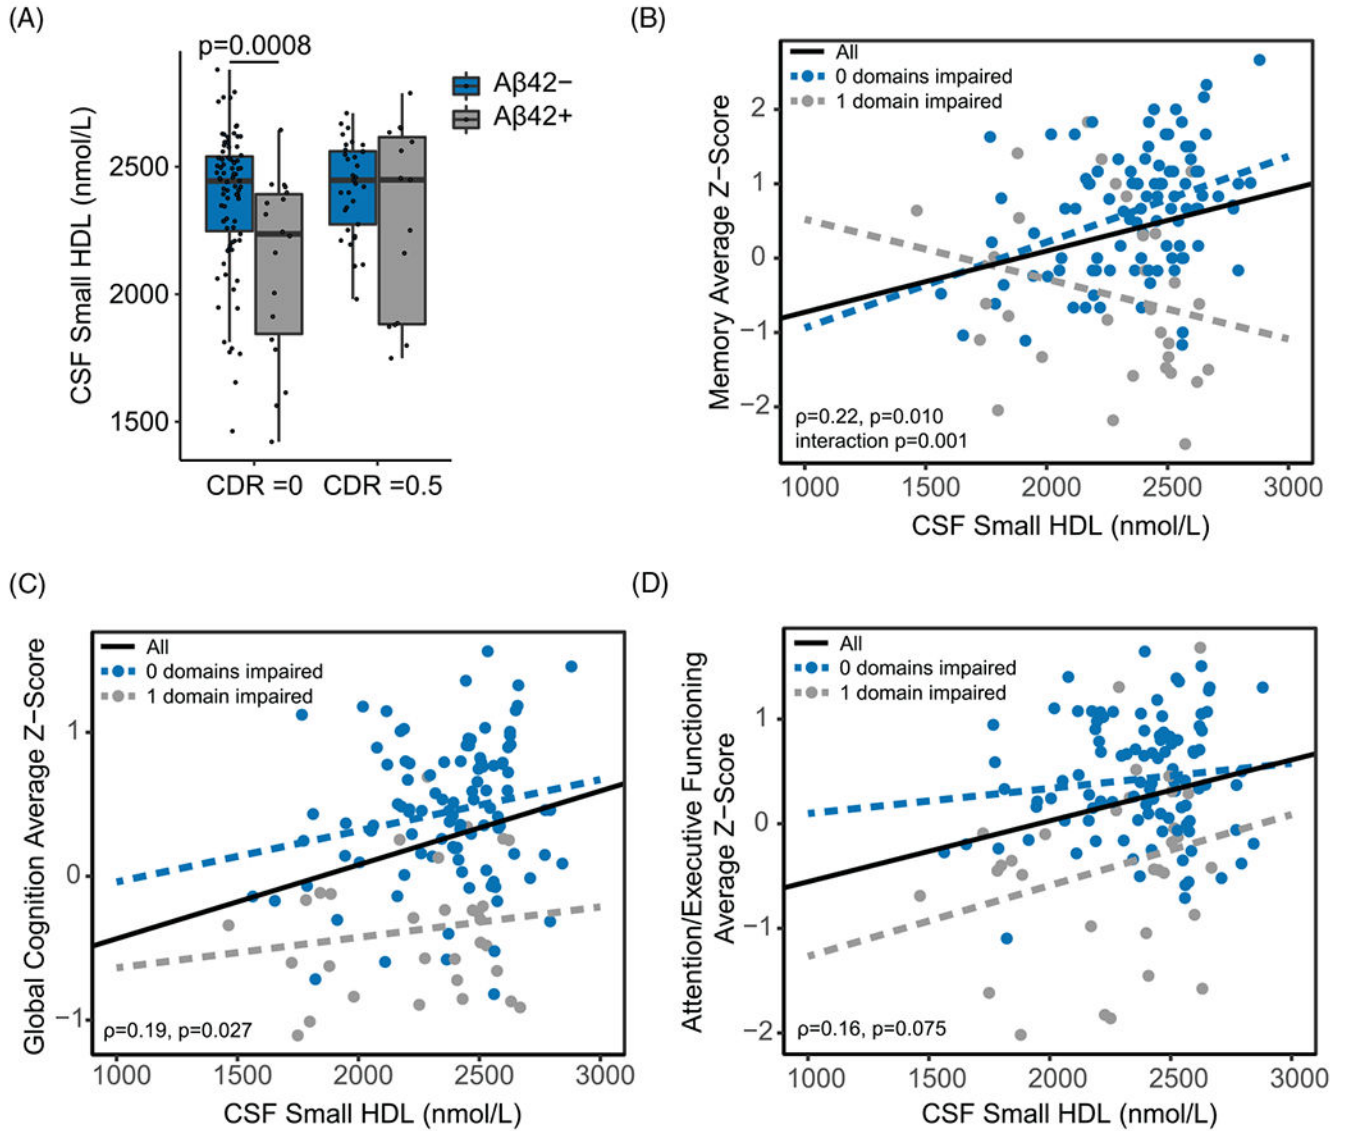 (A)
p=0.0008
Aβ42−
Aβ42+
CSF Small HDL (nmol/L)
2500
2000
1500
CDR =0 CDR =0.5
(B)
All
0 domains impaired
1 domain impaired
Memory Average Z−Score
2
1
0
−1
−2
ρ=0.22, p=0.010
interaction p=0.001
1000 1500 2000 2500 3000
CSF Small HDL (nmol/L)
(C)
All
0 domains impaired
1 domain impaired
Global Cognition Average Z−Score
1
0
−1
ρ=0.19, p=0.027
1000 1500 2000 2500 3000
CSF Small HDL (nmol/L)
(D)
All
0 domains impaired
1 domain impaired
Attention/Executive Functioning
Average Z−Score
1
0
−1
−2
ρ=0.16, p=0.075
1000 1500 2000 2500 3000
CSF Small HDL (nmol/L)